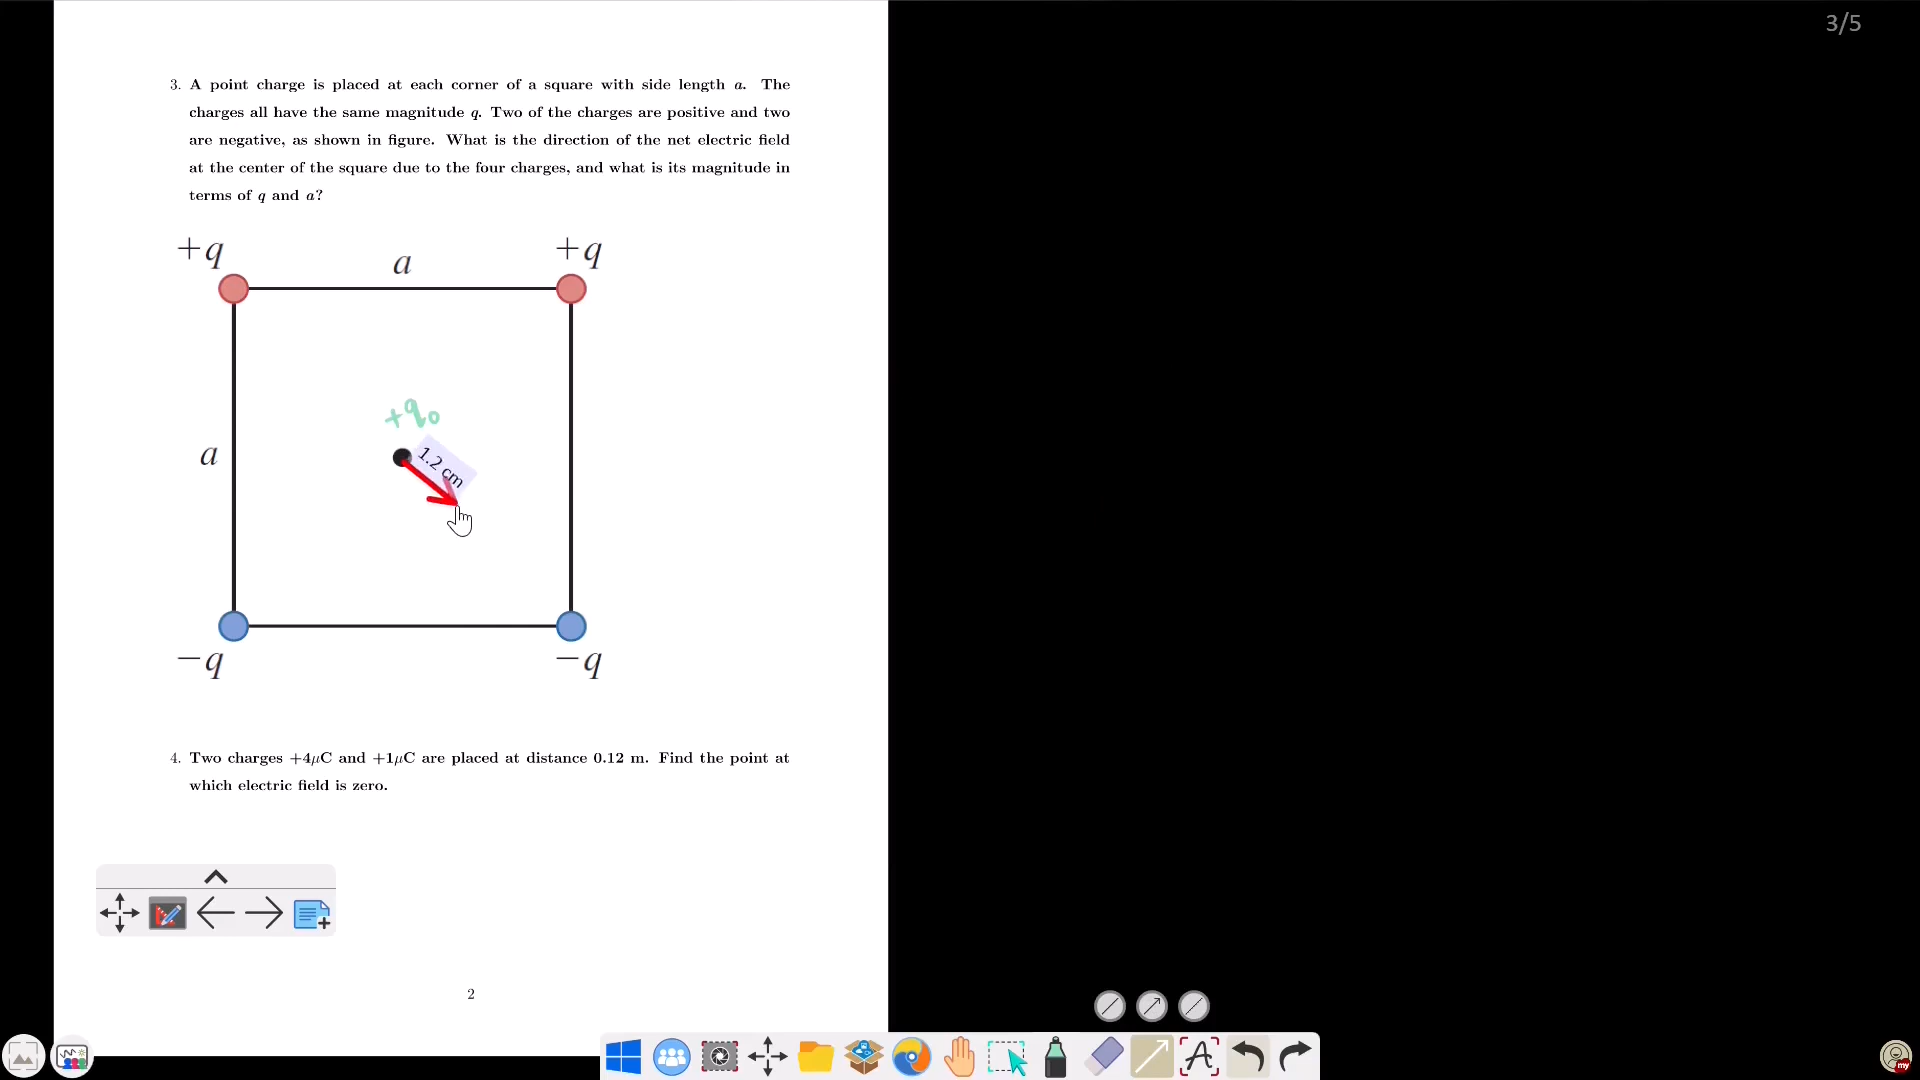 3/5
3. A point charge is placed at each corner of a square with side length a. The
charges all have the same magnitude q. Two of the charges are positive and two
are negative, as shown in figure. What is the direction of the net electric field
at the center of the square due to the four charges, and what is its magnitude in
terms of q and a?
+q
a
+q
+q₀
a
1.2 cm
−q
−q
4. Two charges +4μC and +1μC are placed at distance 0.12 m. Find the point at
which electric field is zero.
2
my